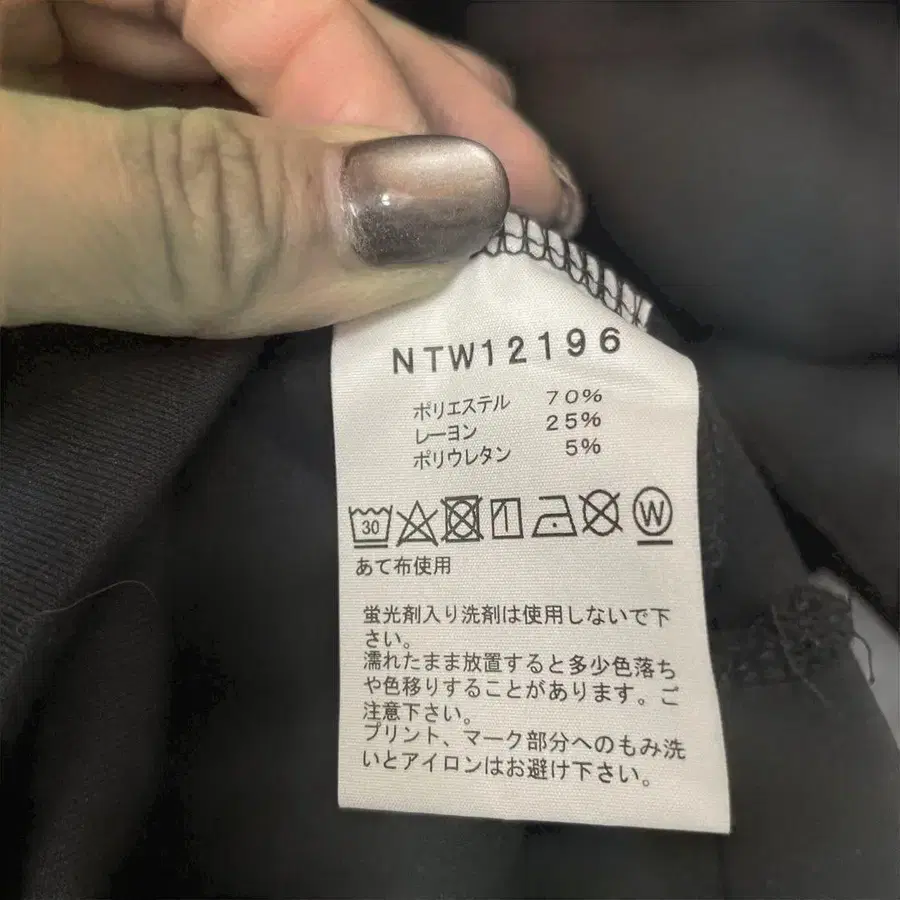 NTW12196
ポリエステル 70%
レーヨン 25%
ポリウレタン 5%
30 W
あて布使用
蛍光剤入り洗剤は使用しないで下
さい。
濡れたまま放置すると多少色落ち
や色移りすることがあります。ご
注意下さい。
プリント、マーク部分へのもみ洗
いとアイロンはお避け下さい。